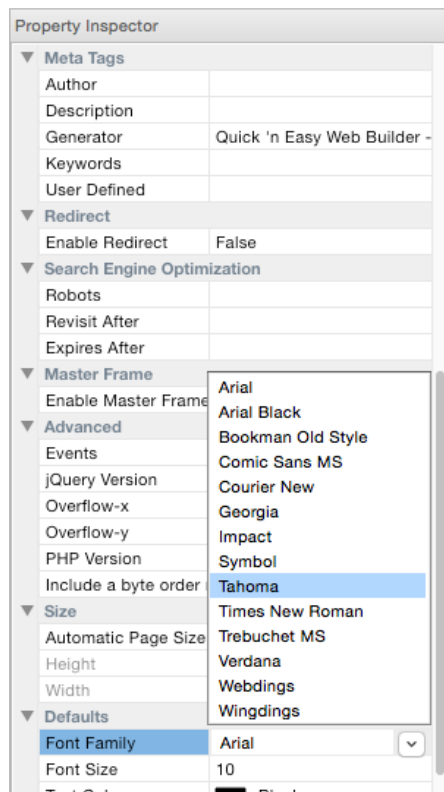 Property Inspector
Meta Tags
Author
Description
Generator Quick 'n Easy Web Builder -
Keywords
User Defined
Redirect
Enable Redirect False
Search Engine Optimization
Robots
Revisit After
Expires After
Master Frame
Enable Master Frame
Advanced
Events
jQuery Version
Overflow-x
Overflow-y
PHP Version
Include a byte order
Size
Automatic Page Size
Height
Width
Arial
Arial Black
Bookman Old Style
Comic Sans MS
Courier New
Georgia
Impact
Symbol
Tahoma
Times New Roman
Trebuchet MS
Verdana
Webdings
Wingdings
Defaults
Font Family Arial
Font Size 10